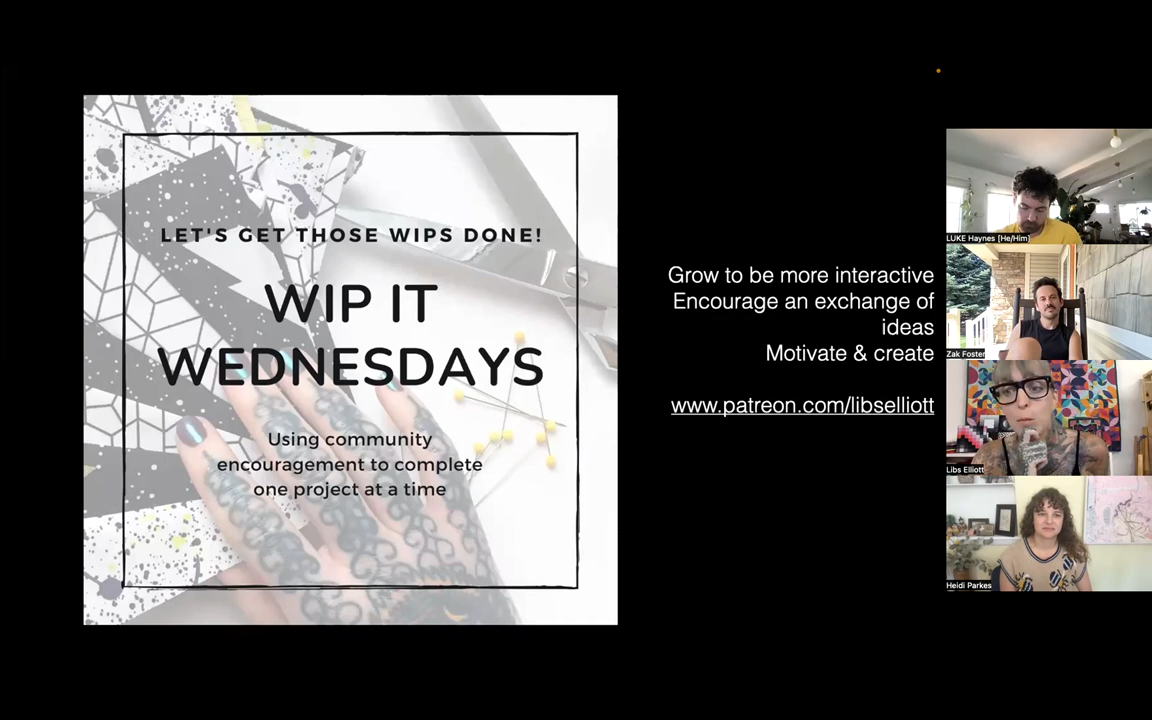 LET'S GET THOSE WIPS DONE!
WIP IT
WEDNESDAYS
Using community
encouragement to complete
one project at a time
Grow to be more interactive
Encourage an exchange of
ideas
Motivate & create
www.patreon.com/libselliott
LUKE Haynes [He/Him]
Zak Foster
Libs Elliott
Heidi Parkes